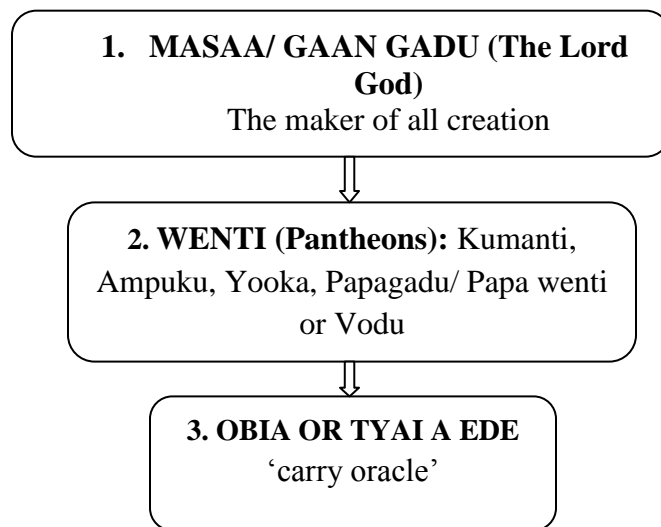 1. MASAA/ GAAN GADU (The Lord
God)
The maker of all creation
2. WENTI (Pantheons): Kumanti,
Ampuku, Yooka, Papagadu/ Papa wenti
or Vodu
3. OBIA OR TYAI A EDE
‘carry oracle’